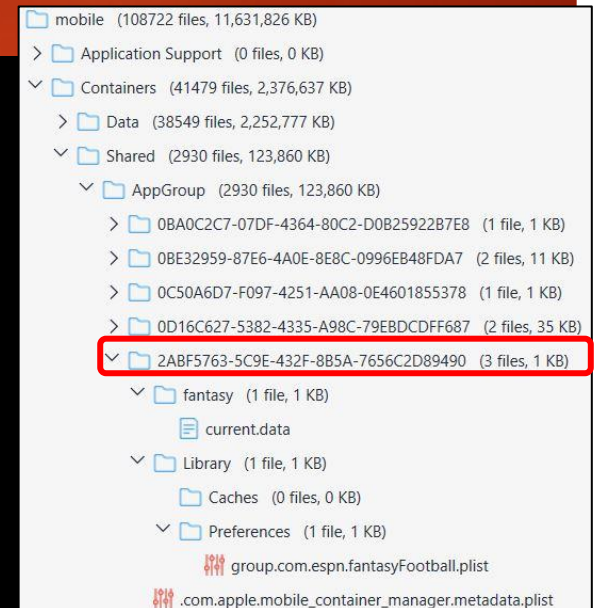 mobile (108722 files, 11,631,826 KB)
Application Support (0 files, 0 KB)
Containers (41479 files, 2,376,637 KB)
Data (38549 files, 2,252,777 KB)
Shared (2930 files, 123,860 KB)
AppGroup (2930 files, 123,860 KB)
0BA0C2C7-07DF-4364-80C2-D0B25922B7E8 (1 file, 1 KB)
0BE32959-87E6-4A0E-8E8C-0996EB48FDA7 (2 files, 11 KB)
0C50A6D7-F097-4251-AA08-0E4601855378 (1 file, 1 KB)
0D16C627-5382-4335-A98C-79EBDCDFF687 (2 files, 35 KB)
2ABF5763-5C9E-432F-8B5A-7656C2D89490 (3 files, 1 KB)
fantasy (1 file, 1 KB)
current.data
Library (1 file, 1 KB)
Caches (0 files, 0 KB)
Preferences (1 file, 1 KB)
group.com.espn.fantasyFootball.plist
.com.apple.mobile_container_manager.metadata.plist